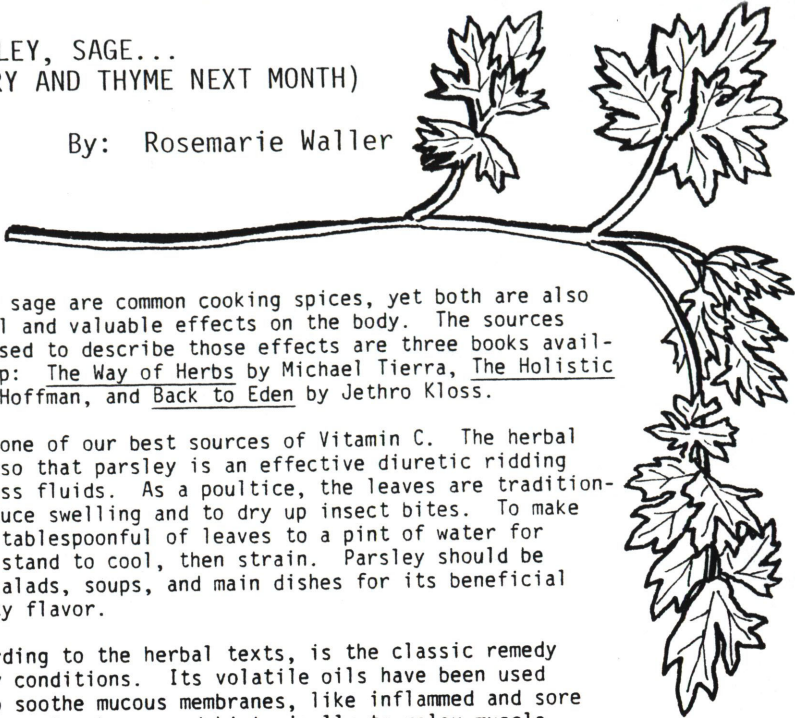 LEY, SAGE...
RY AND THYME NEXT MONTH)
By: Rosemarie Waller
sage are common cooking spices, yet both are also
l and valuable effects on the body. The sources
sed to describe those effects are three books avail-
p: The Way of Herbs by Michael Tierra, The Holistic
Hoffman, and Back to Eden by Jethro Kloss.
one of our best sources of Vitamin C. The herbal
so that parsley is an effective diuretic ridding
ss fluids. As a poultice, the leaves are tradition-
uce swelling and to dry up insect bites. To make
tablespoonful of leaves to a pint of water for
stand to cool, then strain. Parsley should be
alads, soups, and main dishes for its beneficial
y flavor.
rding to the herbal texts, is the classic remedy
conditions. Its volatile oils have been used
soothe mucous membranes, like inflammed and sore